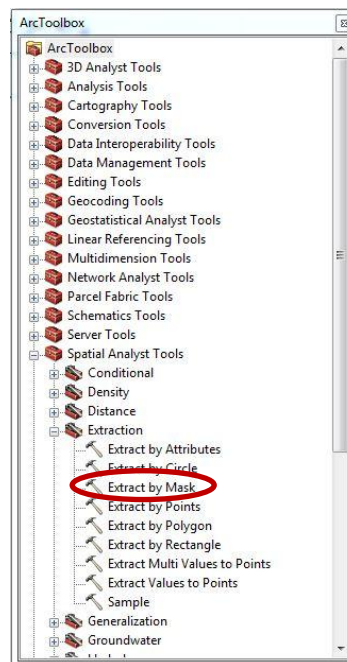 ArcToolbox
ArcToolbox
3D Analyst Tools
Analysis Tools
Cartography Tools
Conversion Tools
Data Interoperability Tools
Data Management Tools
Editing Tools
Geocoding Tools
Geostatistical Analyst Tools
Linear Referencing Tools
Multidimension Tools
Network Analyst Tools
Parcel Fabric Tools
Schematics Tools
Server Tools
Spatial Analyst Tools
Conditional
Density
Distance
Extraction
Extract by Attributes
Extract by Circle
Extract by Mask
Extract by Points
Extract by Polygon
Extract by Rectangle
Extract Multi Values to Points
Extract Values to Points
Sample
Generalization
Groundwater